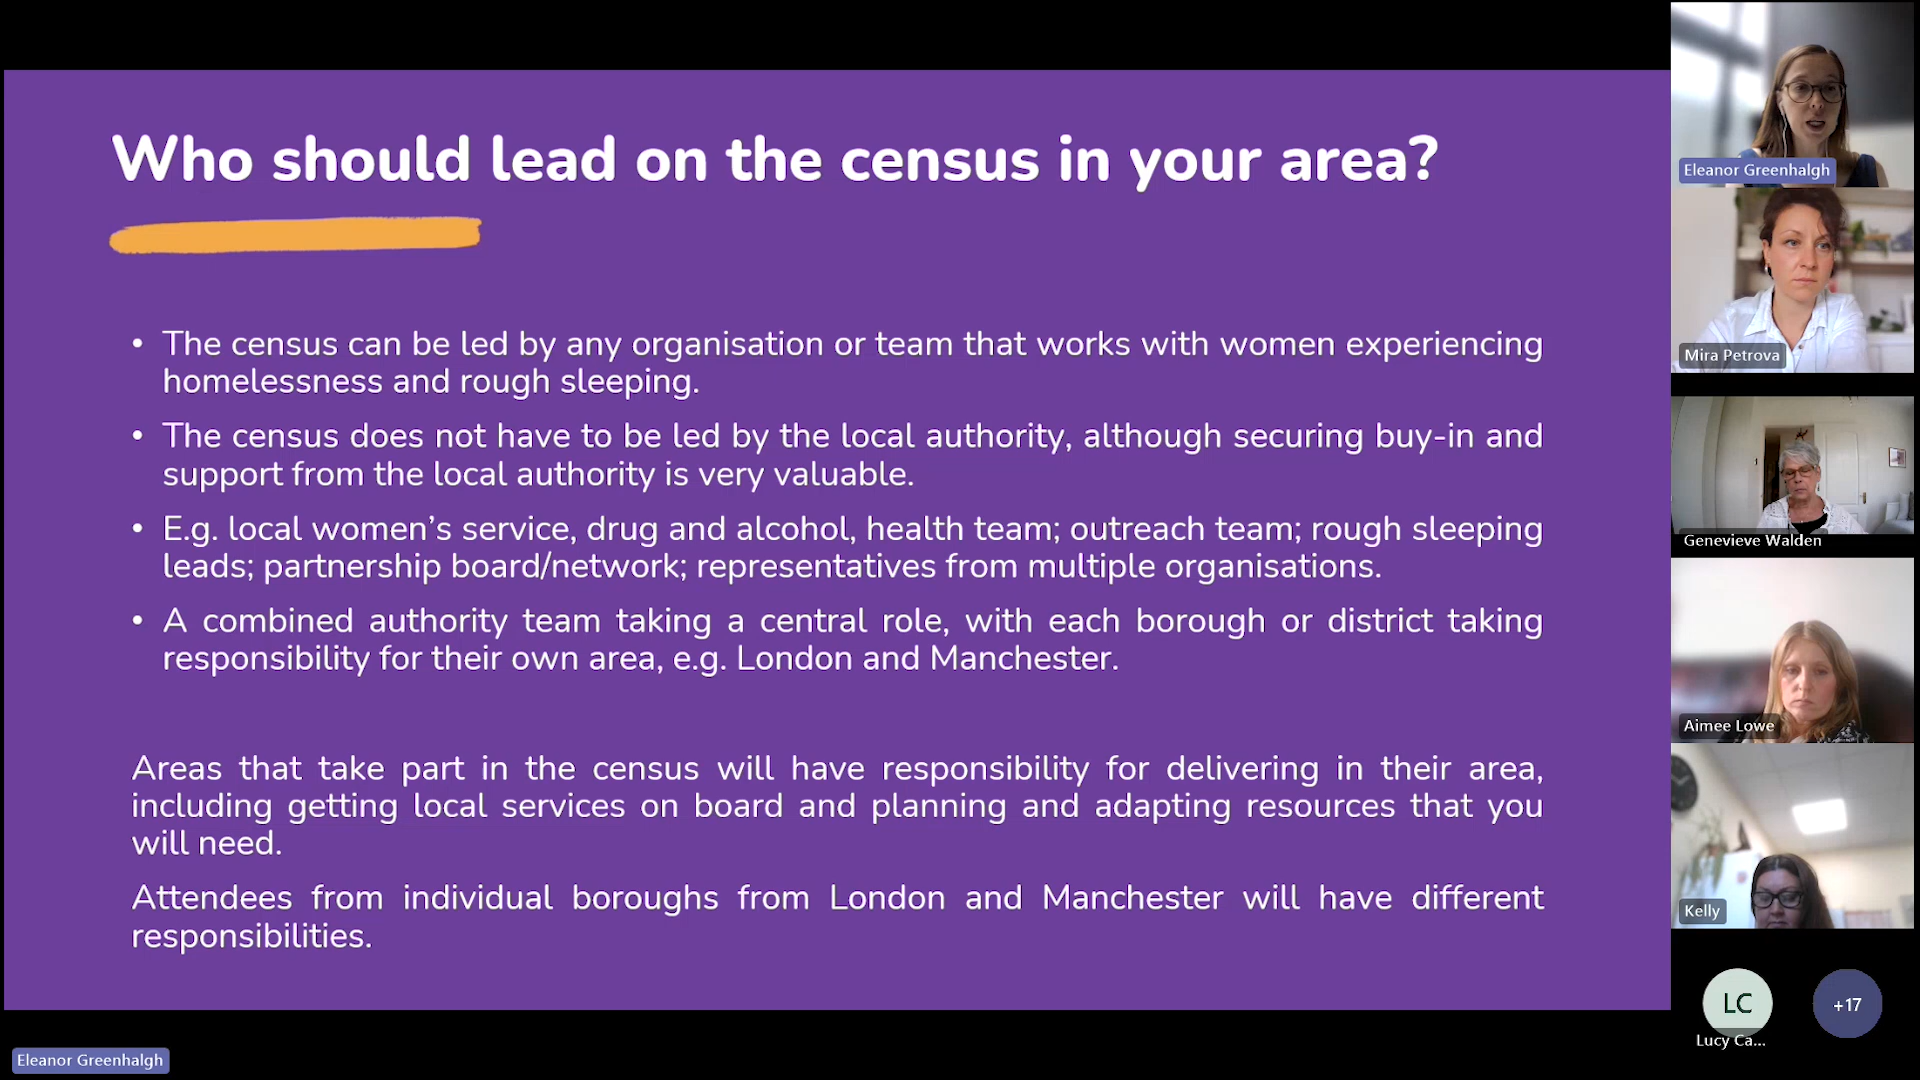 Who should lead on the census in your area?
• The census can be led by any organisation or team that works with women experiencing
homelessness and rough sleeping.
• The census does not have to be led by the local authority, although securing buy-in and
support from the local authority is very valuable.
• E.g. local women’s service, drug and alcohol, health team; outreach team; rough sleeping
leads; partnership board/network; representatives from multiple organisations.
• A combined authority team taking a central role, with each borough or district taking
responsibility for their own area, e.g. London and Manchester.
Areas that take part in the census will have responsibility for delivering in their area,
including getting local services on board and planning and adapting resources that you
will need.
Attendees from individual boroughs from London and Manchester will have different
responsibilities.
Eleanor Greenhalgh
Mira Petrova
Genevieve Walden
Aimee Lowe
Kelly
LC
+17
Lucy Ca...
Eleanor Greenhalgh